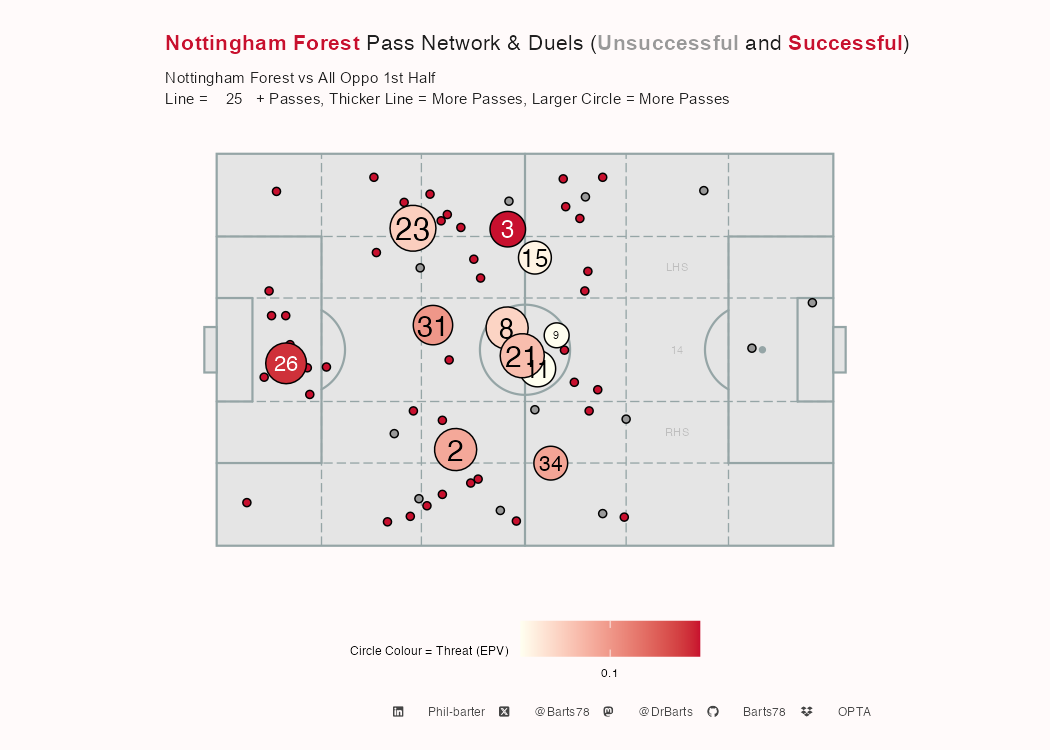 Nottingham Forest Pass Network & Duels (Unsuccessful and Successful)
Nottingham Forest vs All Oppo 1st Half
Line = 25 + Passes, Thicker Line = More Passes, Larger Circle = More Passes
23
3
15
LHS
31
8
9
21
11
14
26
2
34
RHS
Circle Colour = Threat (EPV)
0.1
Phil-barter @Barts78 @DrBarts Barts78 OPTA